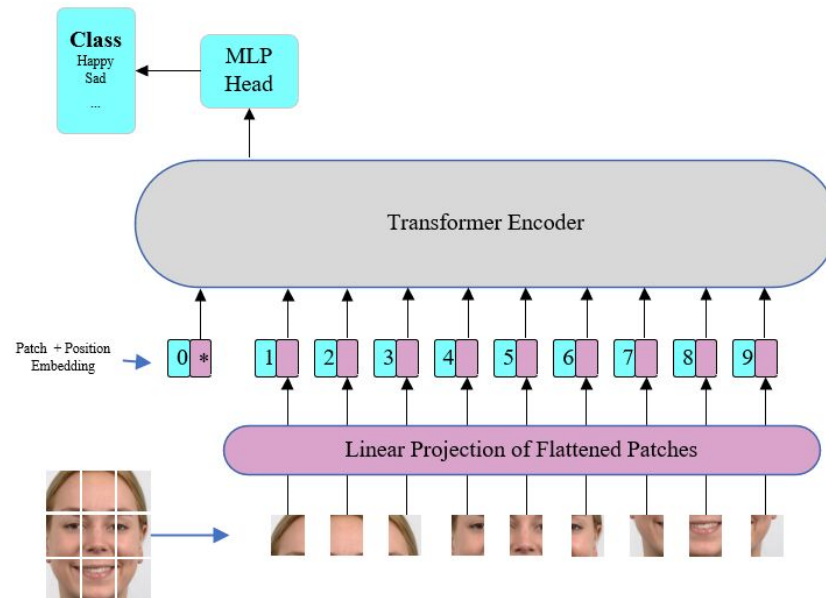 Class
Happy
Sad
...
MLP
Head
Transformer Encoder
Patch + Position
Embedding
0 * 1 2 3 4 5 6 7 8 9
Linear Projection of Flattened Patches